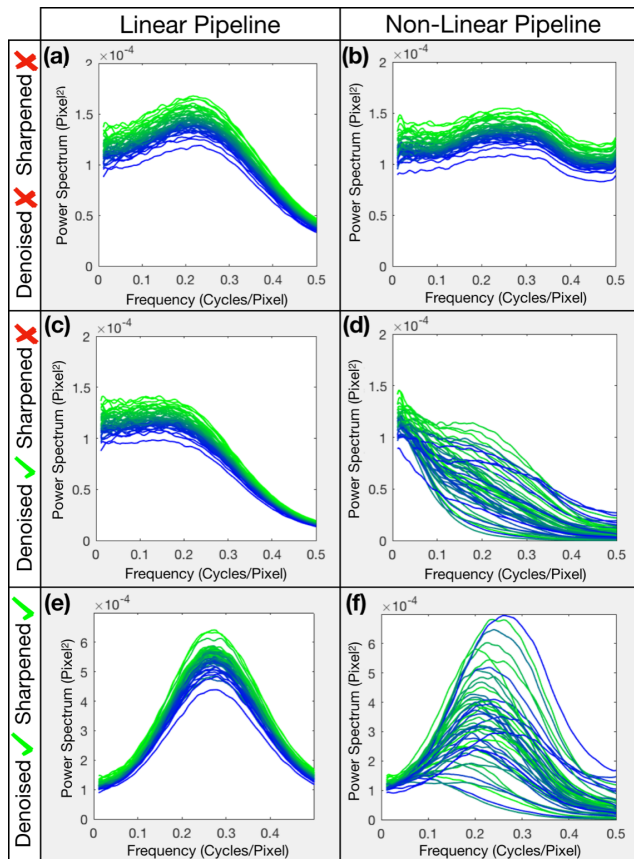 Linear Pipeline
Non-Linear Pipeline
Denoised ✗ Sharpened ✗
(a)
×10⁻⁴
Power Spectrum (Pixel²)
2
1.5
1
0.5
0
0 0.1 0.2 0.3 0.4 0.5
Frequency (Cycles/Pixel)
(b)
×10⁻⁴
Power Spectrum (Pixel²)
2
1.5
1
0.5
0
0 0.1 0.2 0.3 0.4 0.5
Frequency (Cycles/Pixel)
Denoised ✓ Sharpened ✗
(c)
×10⁻⁴
Power Spectrum (Pixel²)
2
1.5
1
0.5
0
0 0.1 0.2 0.3 0.4 0.5
Frequency (Cycles/Pixel)
(d)
×10⁻⁴
Power Spectrum (Pixel²)
2
1.5
1
0.5
0
0 0.1 0.2 0.3 0.4 0.5
Frequency (Cycles/Pixel)
Denoised ✓ Sharpened ✓
(e)
×10⁻⁴
Power Spectrum (Pixel²)
6
5
4
3
2
1
0
0 0.1 0.2 0.3 0.4 0.5
Frequency (Cycles/Pixel)
(f)
×10⁻⁴
Power Spectrum (Pixel²)
6
5
4
3
2
1
0
0 0.1 0.2 0.3 0.4 0.5
Frequency (Cycles/Pixel)